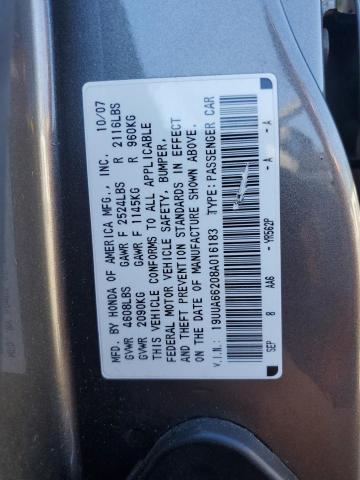 MFD. BY HONDA OF AMERICA MFG., INC. 10/07
GVWR 4608LBS GAWR F 2524LBS R 2116LBS
GVWR 2090KG GAWR F 1145KG R 960KG
THIS VEHICLE CONFORMS TO ALL APPLICABLE
FEDERAL MOTOR VEHICLE SAFETY, BUMPER,
AND THEFT PREVENTION STANDARDS IN EFFECT
ON THE DATE OF MANUFACTURE SHOWN ABOVE.
V.I.N.: 19UUA66208A016183 TYPE: PASSENGER CAR
SEP 8 AA6 - YR562P - A - A